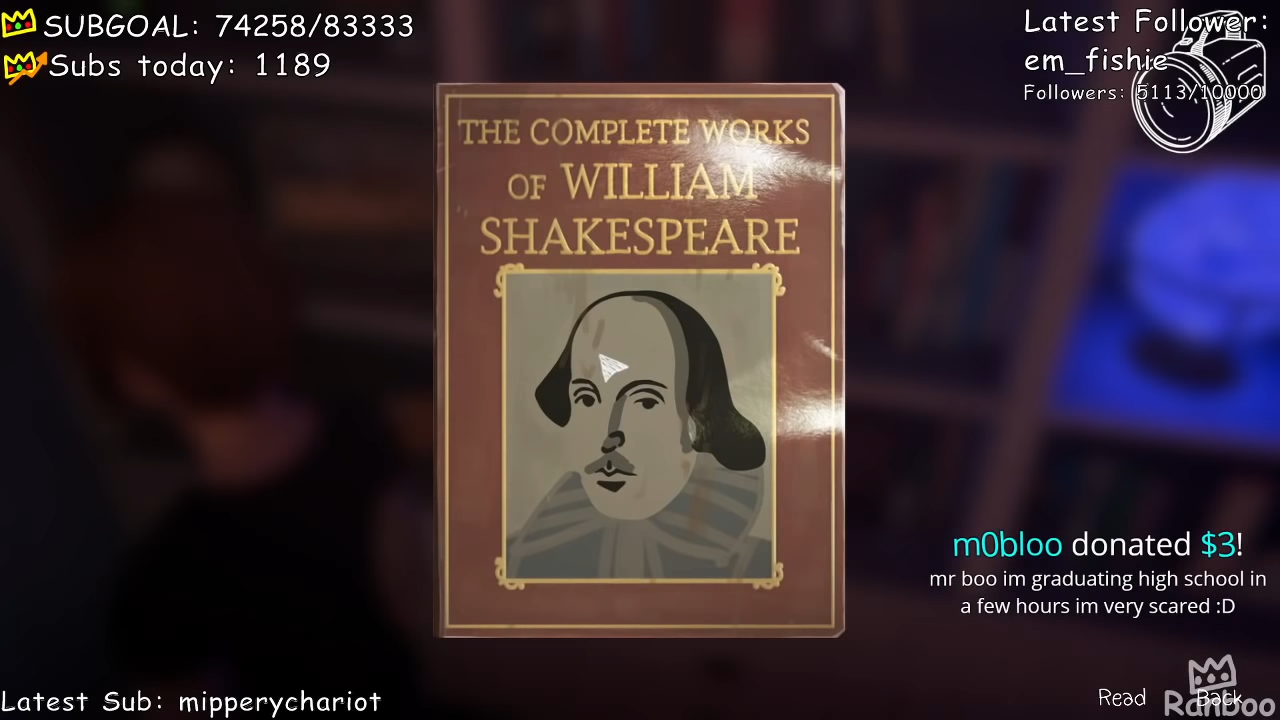 SUBGOAL: 74258/83333
Subs today: 1189
Latest Follower:
em_fishie
Followers: 5113/10000
THE COMPLETE WORKS
OF WILLIAM
SHAKESPEARE
m0bloo donated $3!
mr boo im graduating high school in
a few hours im very scared :D
Latest Sub: mipperychariot
Read Back
Ranboo